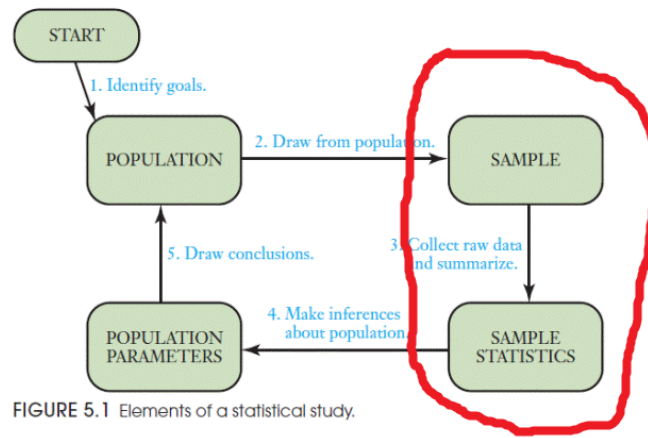 START
1. Identify goals.
POPULATION
2. Draw from population.
SAMPLE
3. Collect raw data
and summarize.
SAMPLE
STATISTICS
4. Make inferences
about population.
POPULATION
PARAMETERS
5. Draw conclusions.
FIGURE 5.1 Elements of a statistical study.